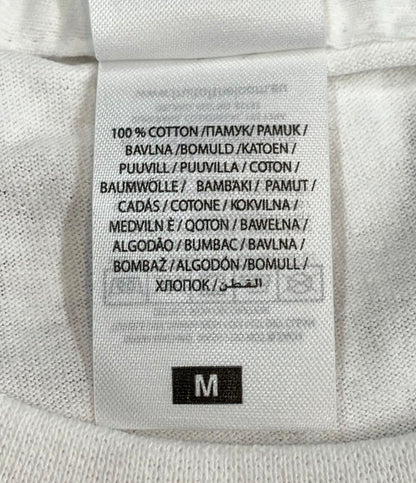 100 % COTTON /ПАМУК/ PAMUK /
BAVLNA /BOMULD /KATOEN /
PUUVILL / PUUVILLA / COTON /
BAUMWOLLE / BAMBAKI / PAMUT /
CADÁS / COTONE / KOKVILNA /
MEDVILN Ė / QOTON / BAWEŁNA /
ALGODÃO / BUMBAC / BAVLNA /
BOMBAŽ / ALGODÓN /BOMULL /
ХЛОПОК / القطن/
M